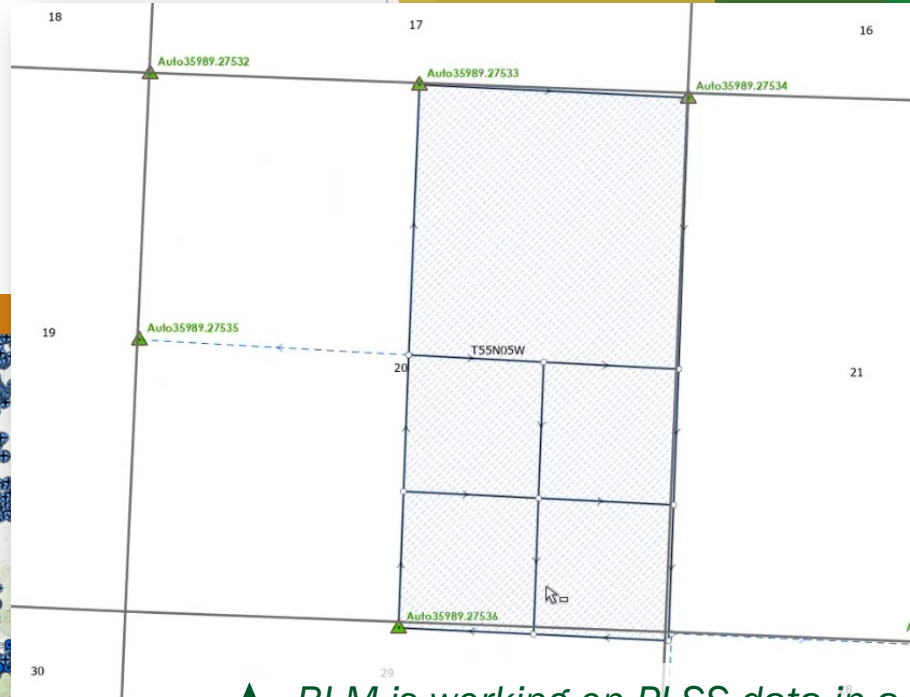 18
17
16
Auto35989.27532
Auto35989.27533
Auto35989.27534
19
Auto35989.27535
T55N05W
20
21
Auto35989.27536
A
30
29
BLM is working on PLSS data in a